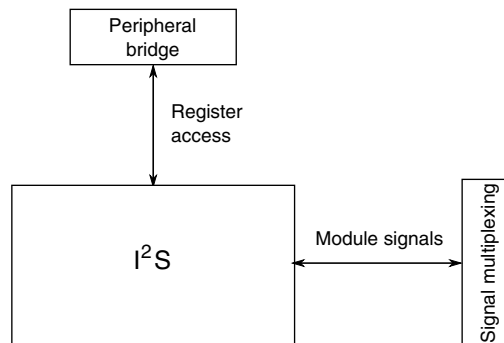 Peripheral
bridge
Register
access
I²S
Module signals
Signal multiplexing